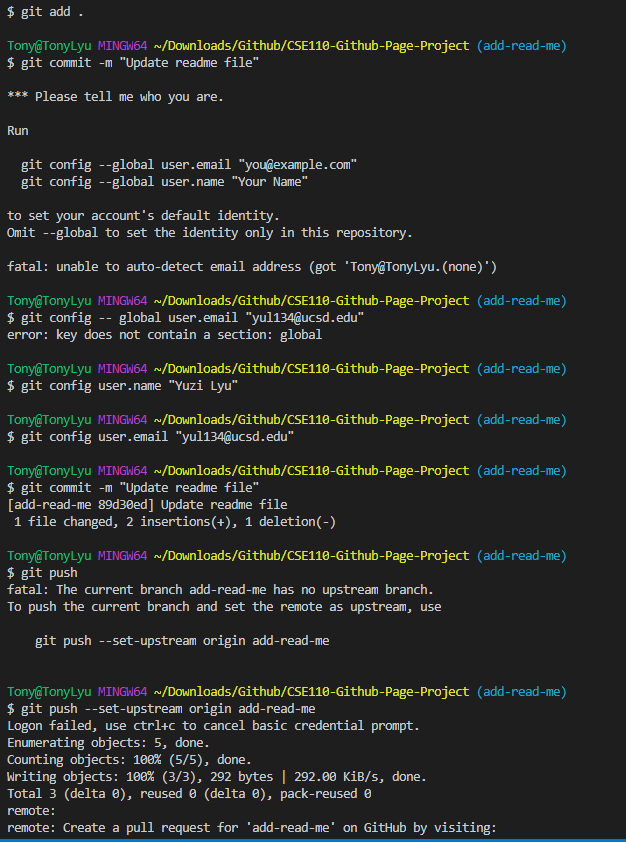 $ git add .
Tony@TonyLyu MINGW64 ~/Downloads/Github/CSE110-Github-Page-Project (add-read-me)
$ git commit -m "Update readme file"
*** Please tell me who you are.
Run
git config --global user.email "you@example.com"
git config --global user.name "Your Name"
to set your account's default identity.
Omit --global to set the identity only in this repository.
fatal: unable to auto-detect email address (got 'Tony@TonyLyu.(none)')
Tony@TonyLyu MINGW64 ~/Downloads/Github/CSE110-Github-Page-Project (add-read-me)
$ git config -- global user.email "yul134@ucsd.edu"
error: key does not contain a section: global
Tony@TonyLyu MINGW64 ~/Downloads/Github/CSE110-Github-Page-Project (add-read-me)
$ git config user.name "Yuzi Lyu"
Tony@TonyLyu MINGW64 ~/Downloads/Github/CSE110-Github-Page-Project (add-read-me)
$ git config user.email "yul134@ucsd.edu"
Tony@TonyLyu MINGW64 ~/Downloads/Github/CSE110-Github-Page-Project (add-read-me)
$ git commit -m "Update readme file"
[add-read-me 89d30ed] Update readme file
1 file changed, 2 insertions(+), 1 deletion(-)
Tony@TonyLyu MINGW64 ~/Downloads/Github/CSE110-Github-Page-Project (add-read-me)
$ git push
fatal: The current branch add-read-me has no upstream branch.
To push the current branch and set the remote as upstream, use
git push --set-upstream origin add-read-me
Tony@TonyLyu MINGW64 ~/Downloads/Github/CSE110-Github-Page-Project (add-read-me)
$ git push --set-upstream origin add-read-me
Logon failed, use ctrl+c to cancel basic credential prompt.
Enumerating objects: 5, done.
Counting objects: 100% (5/5), done.
Writing objects: 100% (3/3), 292 bytes | 292.00 KiB/s, done.
Total 3 (delta 0), reused 0 (delta 0), pack-reused 0
remote:
remote: Create a pull request for 'add-read-me' on GitHub by visiting: